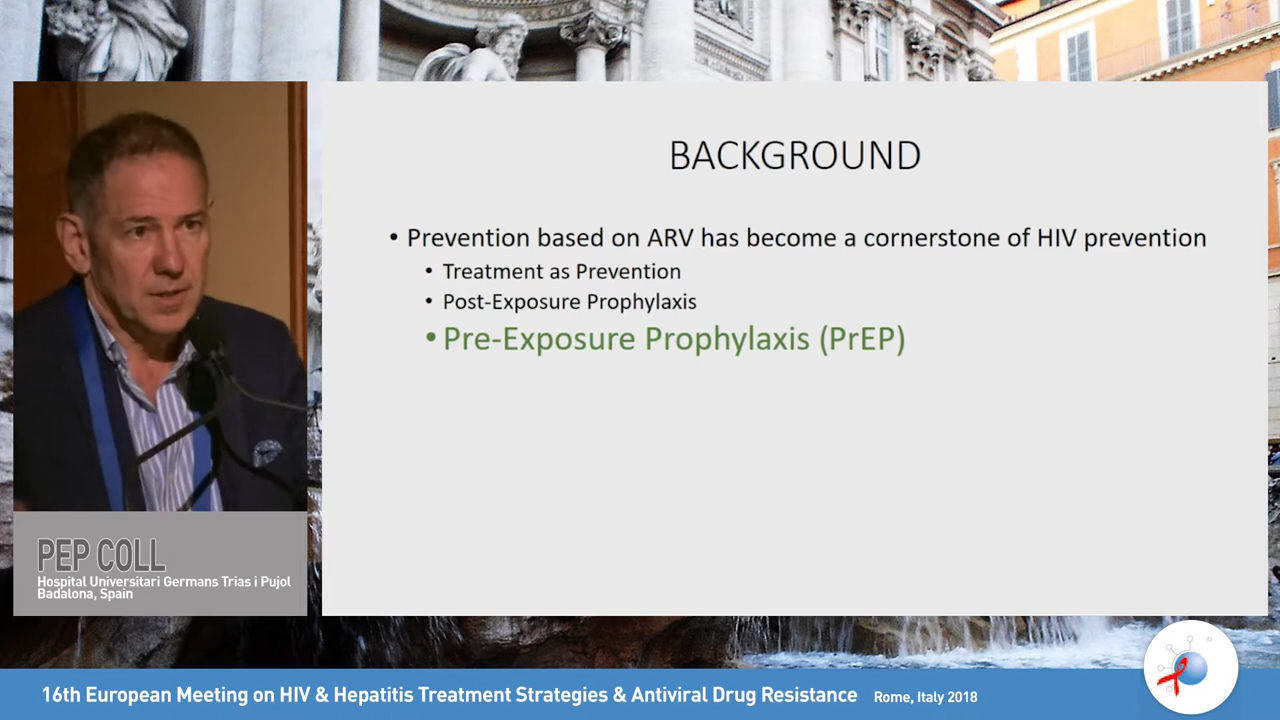 BACKGROUND
• Prevention based on ARV has become a cornerstone of HIV prevention
• Treatment as Prevention
• Post-Exposure Prophylaxis
• Pre-Exposure Prophylaxis (PrEP)
PEP COLL
Hospital Universitari Germans Trias i Pujol
Badalona, Spain
16th European Meeting on HIV & Hepatitis Treatment Strategies & Antiviral Drug Resistance Rome, Italy 2018